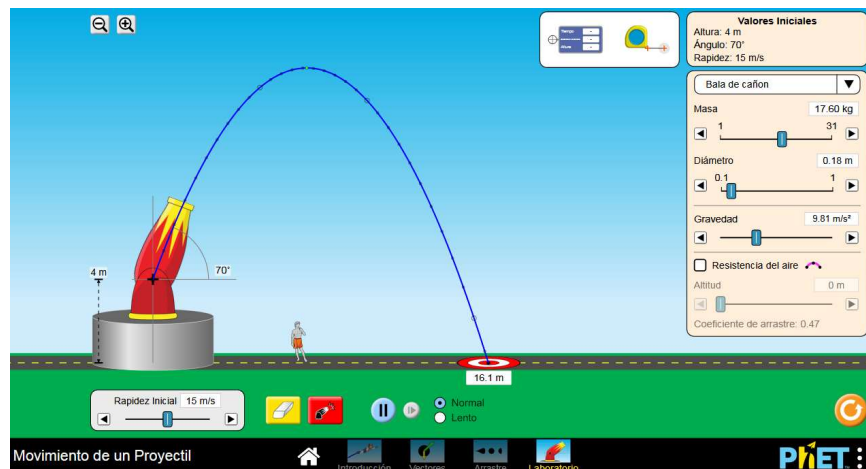 Tiempo
Altura
Valores Iniciales
Altura: 4 m
Ángulo: 70°
Rapidez: 15 m/s
Bala de cañon
Masa 17.60 kg
1 31
Diámetro 0.18 m
0.1 1
Gravedad 9.81 m/s²
Resistencia del aire
Altitud 0 m
Coeficiente de arrastre: 0.47
70°
4 m
16.1 m
Rapidez Inicial 15 m/s
Normal
Lento
Movimiento de un Proyectil
Introducción Vectores Arrastre Laboratorio
PhET